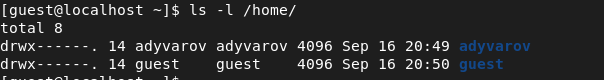 [guest@localhost ~]$ ls -l /home/
total 8
drwx------. 14 adyvarov adyvarov 4096 Sep 16 20:49 adyvarov
drwx------. 14 guest    guest    4096 Sep 16 20:50 guest